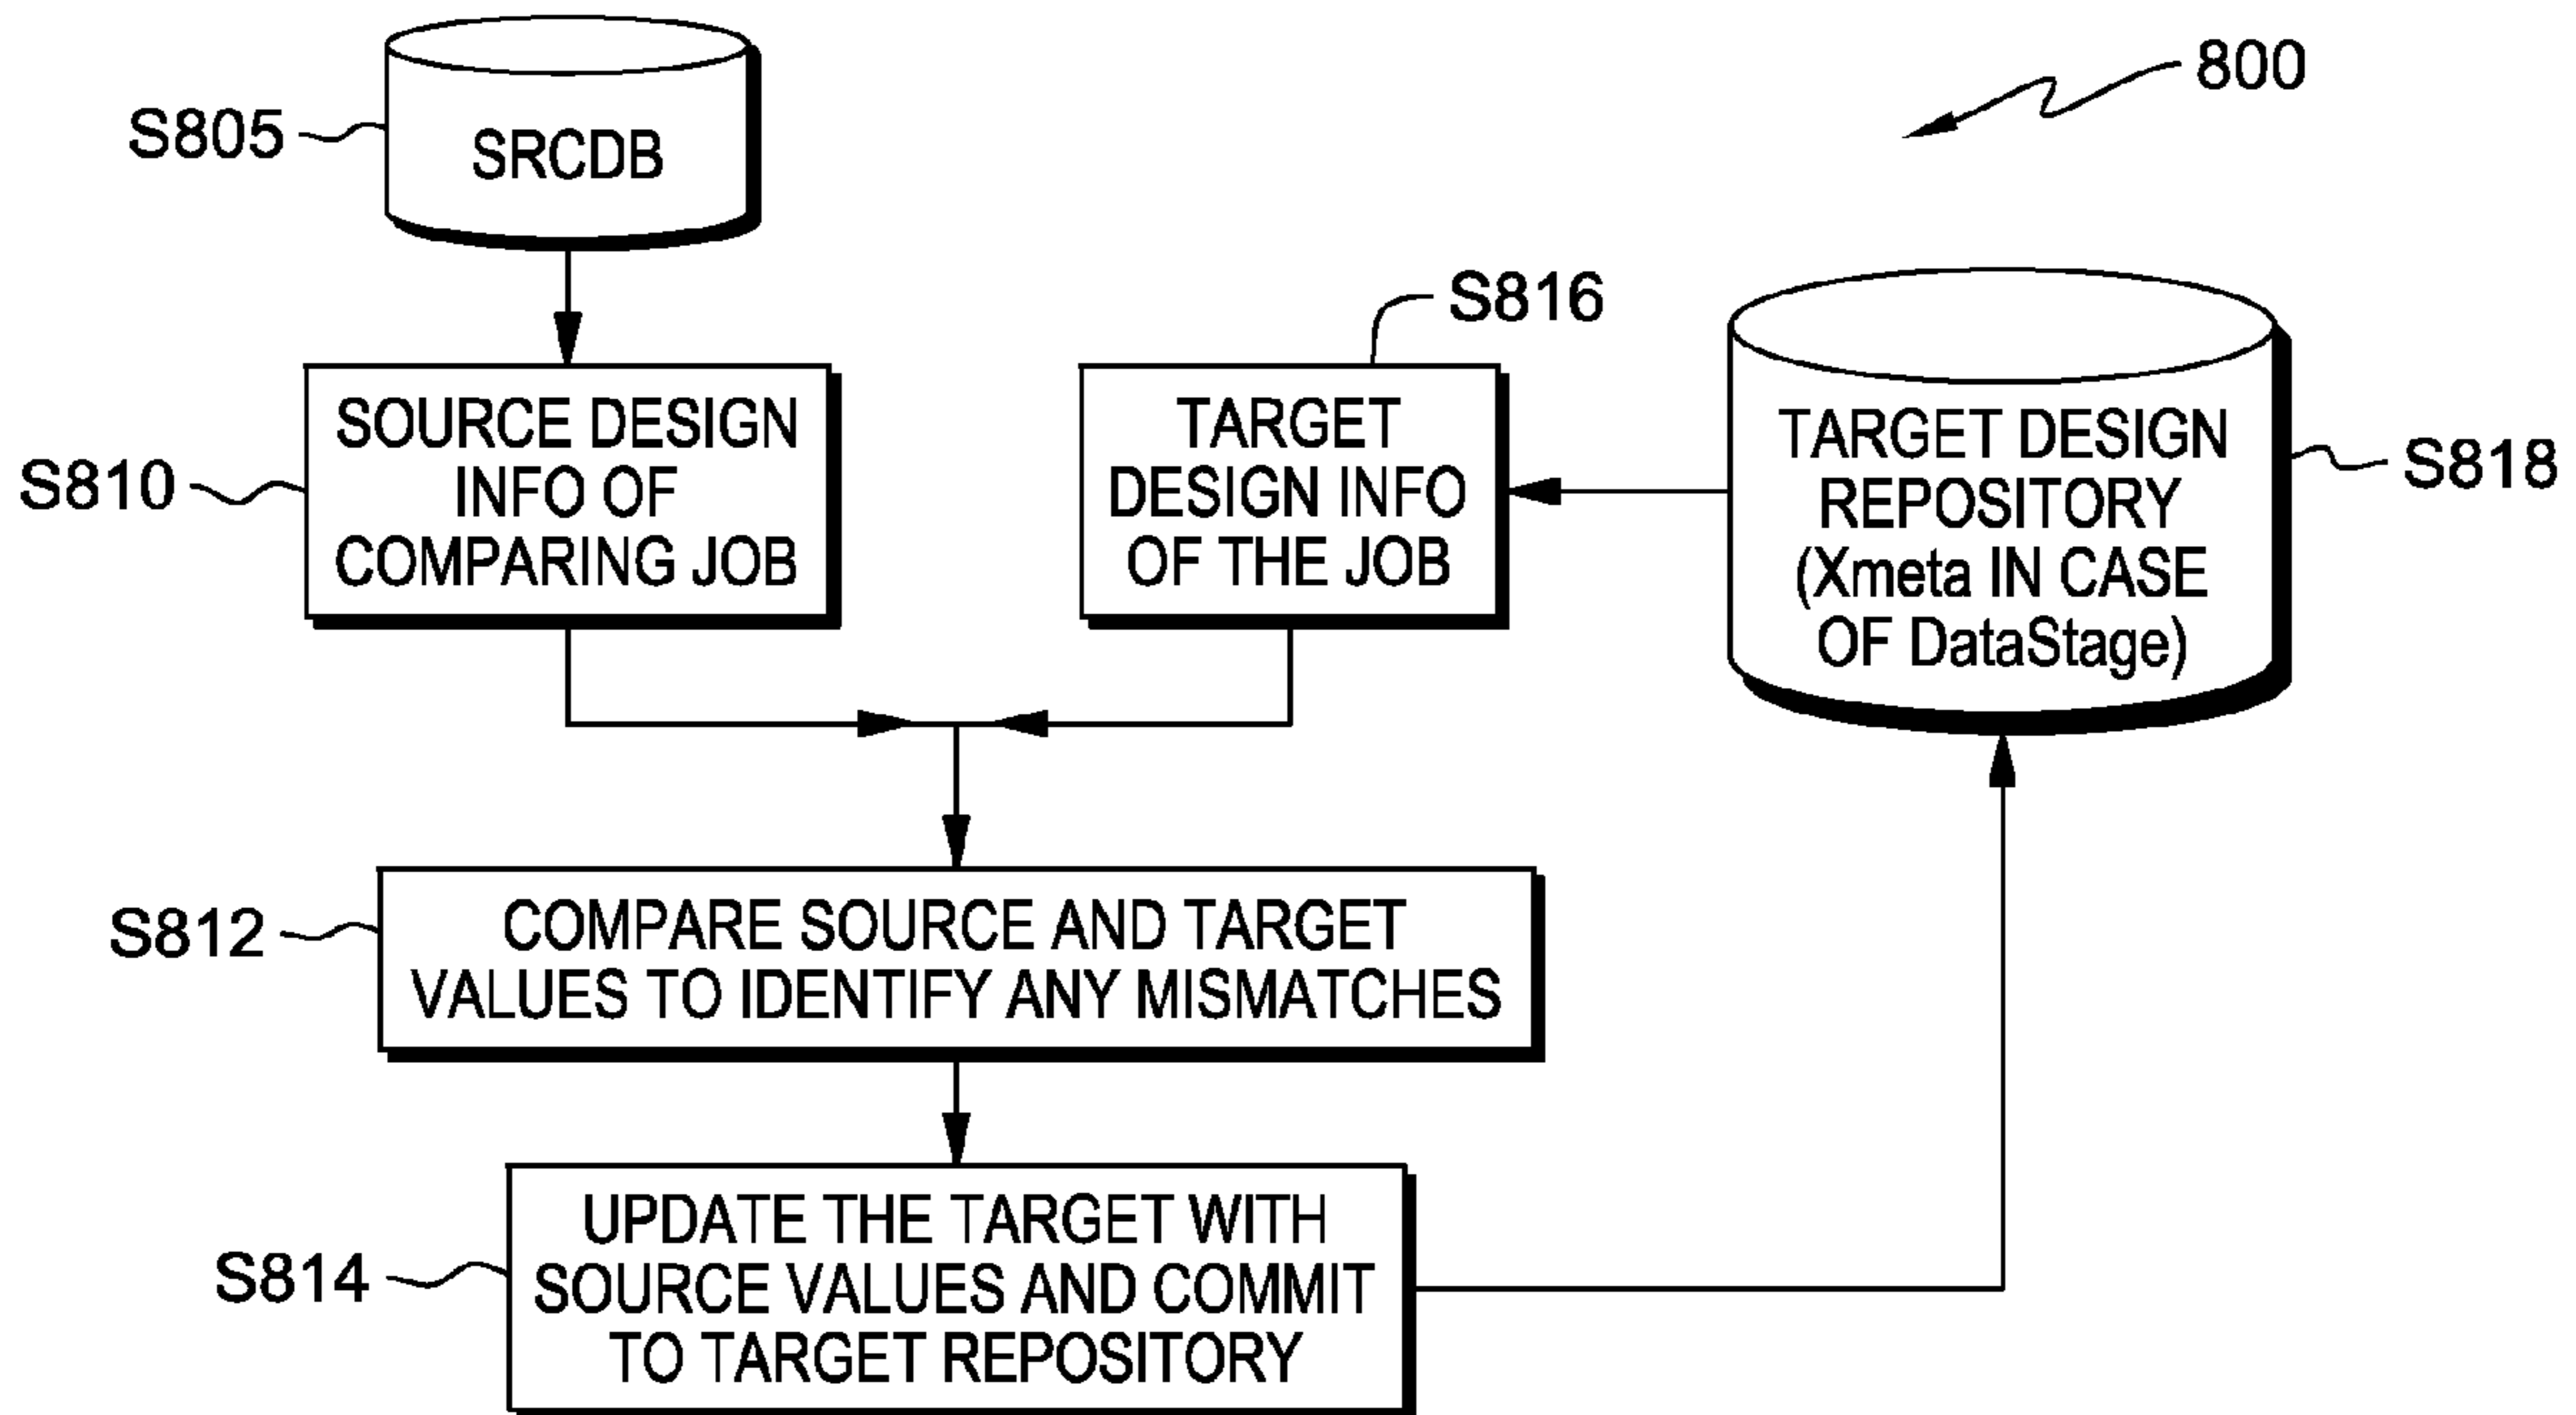 800
S805
SRCDB
S816
S810
SOURCE DESIGN
INFO OF
COMPARING JOB
TARGET
DESIGN INFO
OF THE JOB
TARGET DESIGN
REPOSITORY
(Xmeta IN CASE
OF DataStage)
S818
S812
COMPARE SOURCE AND TARGET
VALUES TO IDENTIFY ANY MISMATCHES
S814
UPDATE THE TARGET WITH
SOURCE VALUES AND COMMIT
TO TARGET REPOSITORY